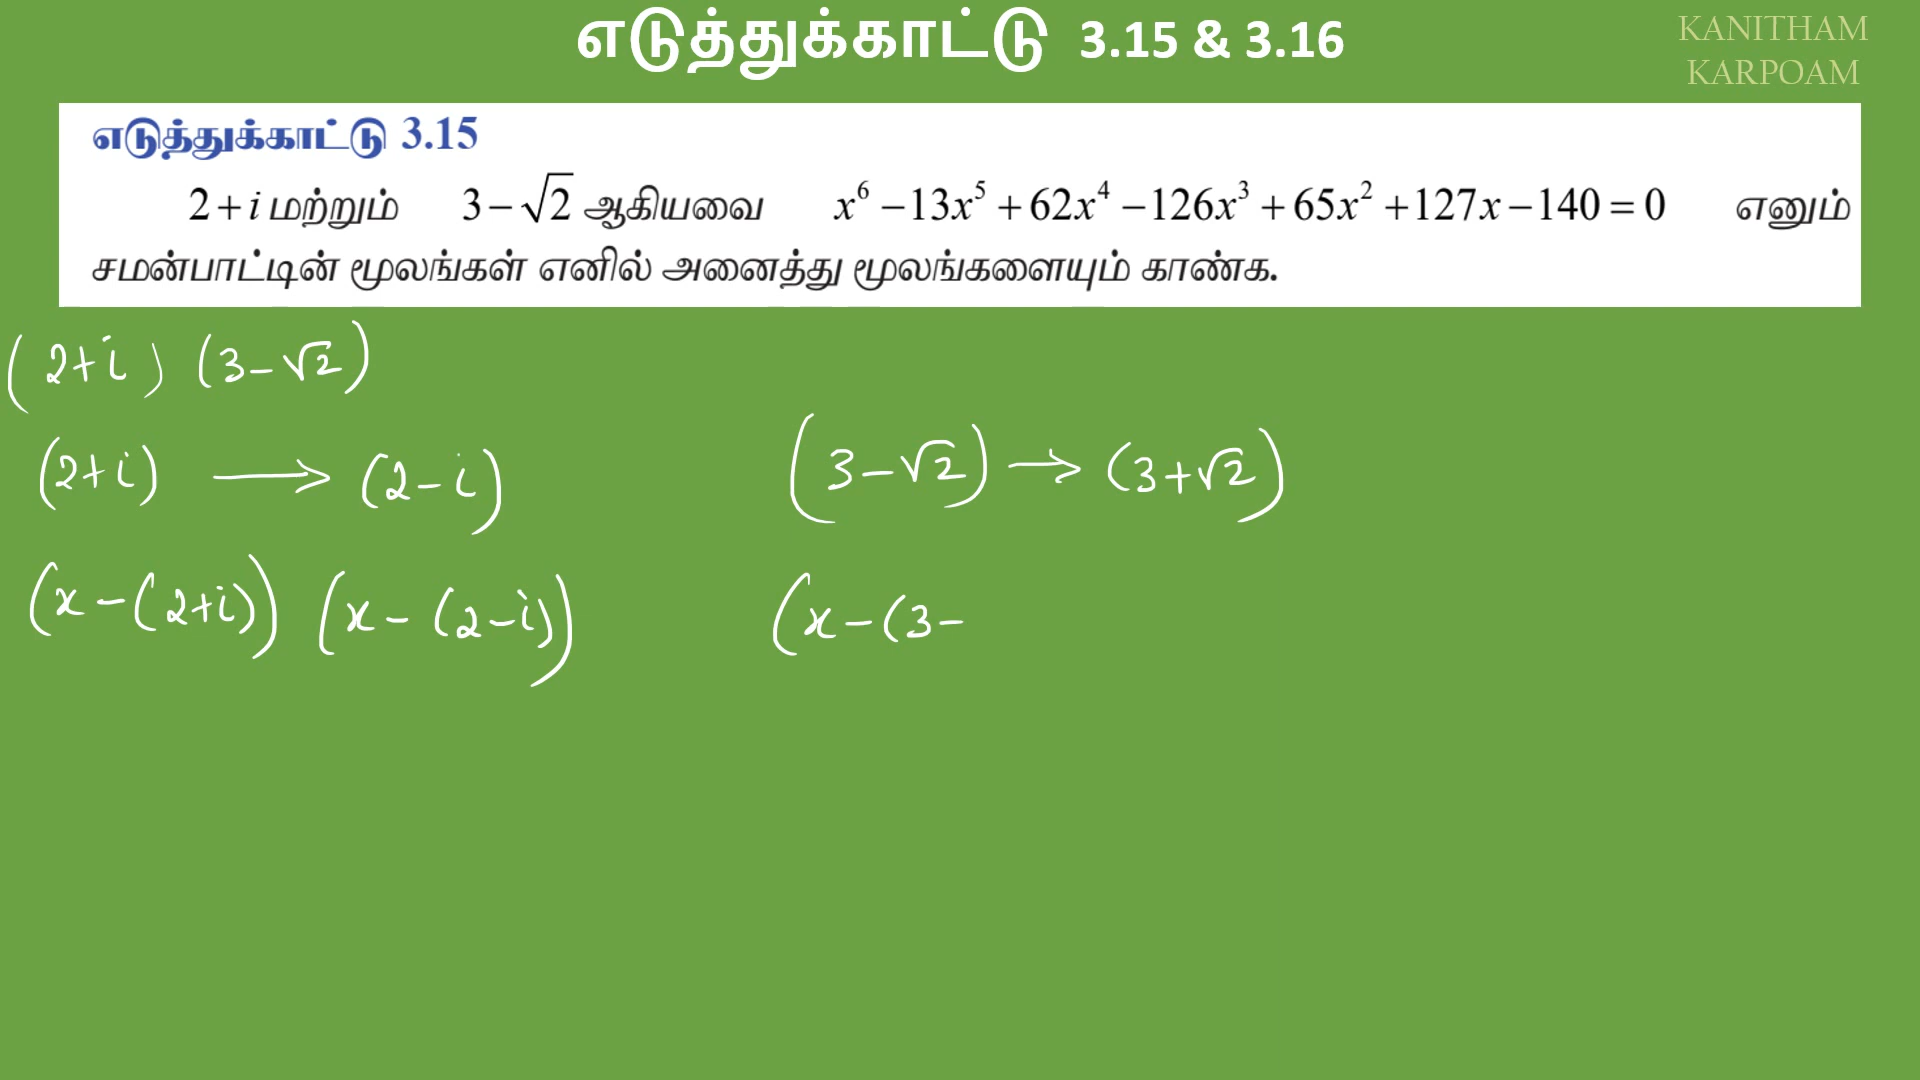 எடுத்துக்காட்டு 3.15 & 3.16
KANITHAM
KARPOAM
எடுத்துக்காட்டு 3.15
2+i மற்றும் 3−√2 ஆகியவை x⁶ −13x⁵ +62x⁴ −126x³ +65x² +127x−140 = 0 எனும்
சமன்பாட்டின் மூலங்கள் எனில் அனைத்து மூலங்களையும் காண்க.
(2+i) (3−√2)
(2+i) → (2−i) (3−√2) → (3+√2)
(x−(2+i)) (x−(2−i)) (x−(3−